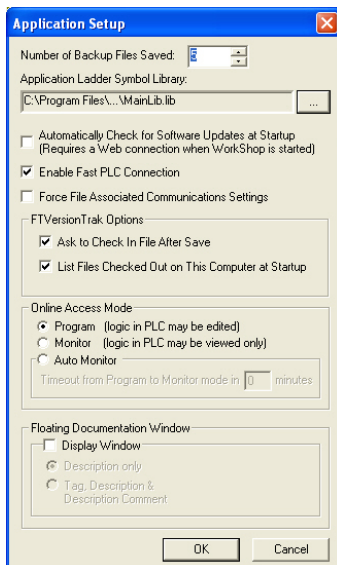 Application Setup
Number of Backup Files Saved: 5
Application Ladder Symbol Library:
C:\Program Files\...\MainLib.lib ...
Automatically Check for Software Updates at Startup
(Requires a Web connection when WorkShop is started)
Enable Fast PLC Connection
Force File Associated Communications Settings
FTVersionTrak Options
Ask to Check In File After Save
List Files Checked Out on This Computer at Startup
Online Access Mode
Program (logic in PLC may be edited)
Monitor (logic in PLC may be viewed only)
Auto Monitor
Timeout from Program to Monitor mode in 0 minutes
Floating Documentation Window
Display Window
Description only
Tag, Description &
Description Comment
OK Cancel